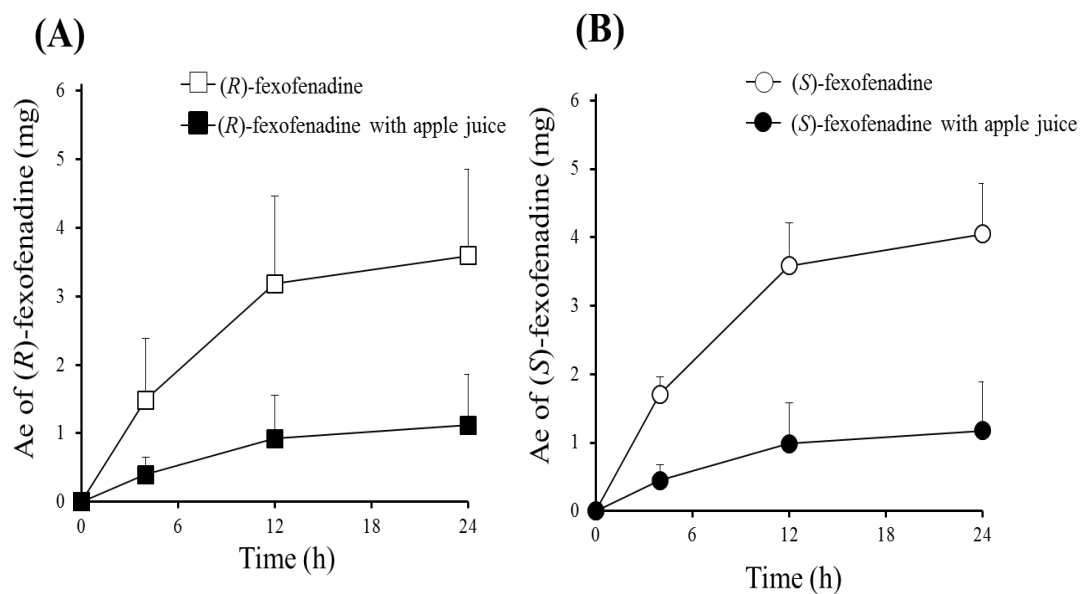 (A)
(R)-fexofenadine
(R)-fexofenadine with apple juice
Ae of (R)-fexofenadine (mg)
6
5
4
3
2
1
0
0 6 12 18 24
Time (h)
(B)
(S)-fexofenadine
(S)-fexofenadine with apple juice
Ae of (S)-fexofenadine (mg)
6
5
4
3
2
1
0
0 6 12 18 24
Time (h)